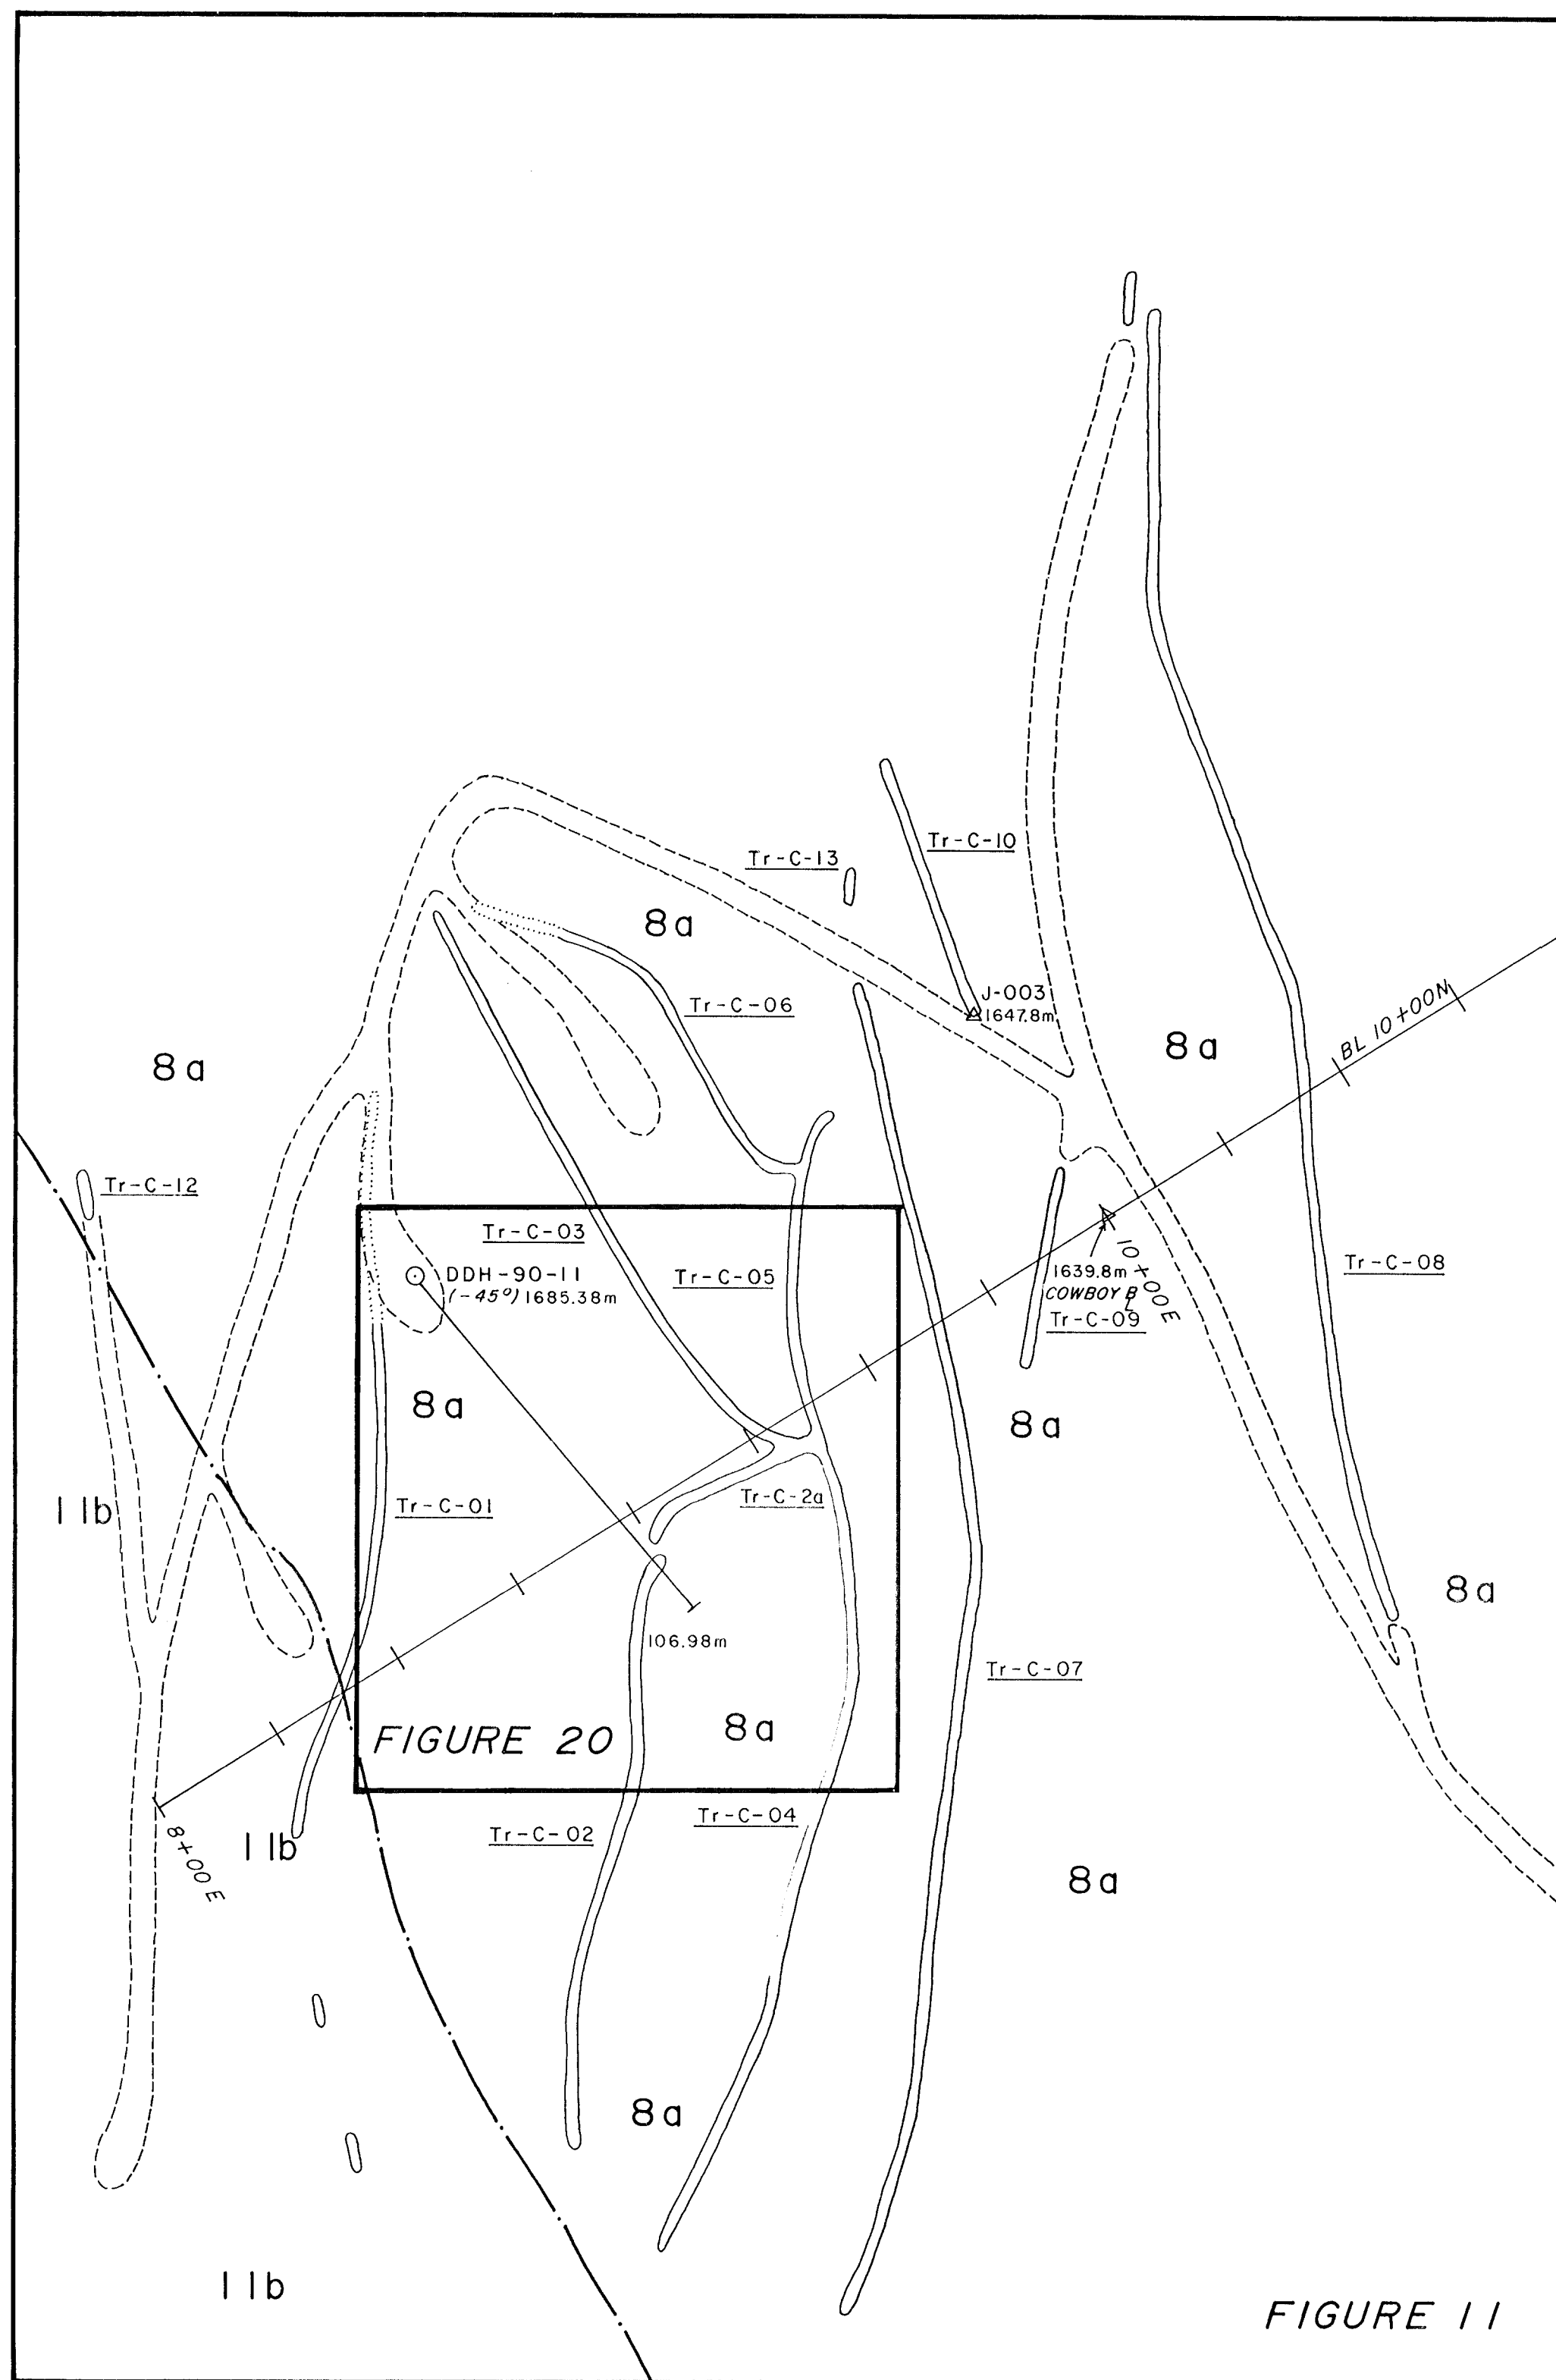 Tr-C-10
Tr-C-13
8a
J-003
1647.8m
Tr-C-06
BL 10+00N
8a
8a
Tr-C-12
Tr-C-03
DDH-90-11
(-45°) 1685.38m
Tr-C-05
10+00E
1639.8m
COWBOY BL
Tr-C-09
Tr-C-08
8a
8a
11b
Tr-C-01
Tr-C-2a
8a
106.98m
Tr-C-07
FIGURE 20
8a
Tr-C-02
Tr-C-04
8+00E
11b
8a
8a
11b
FIGURE 11